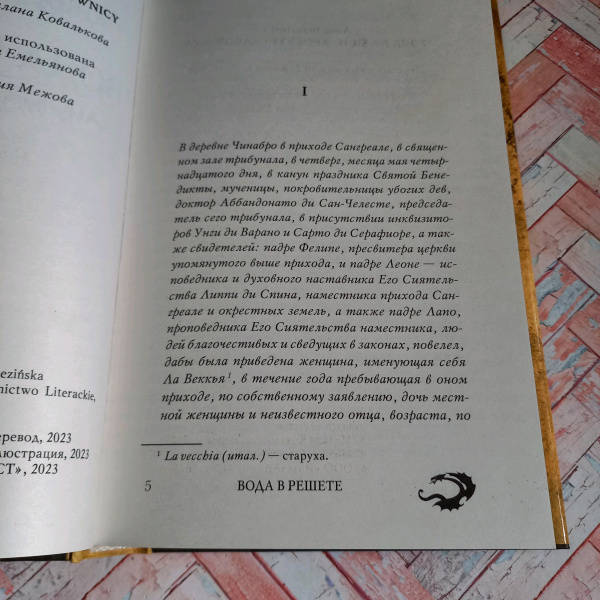 WNICY
лана Ковалькова
использована
Емельянова
ия Межова
ezińska
nictwo Literackie,
еревод, 2023
люстрация, 2023
СТ», 2023
I
В деревне Чинабро в приходе Сангреале, в священ-
ном зале трибунала, в четверг, месяца мая четыр-
надцатого дня, в канун праздника Святой Бене-
дикты, мученицы, покровительницы убогих дев,
доктор Аббандонато ди Сан-Челесте, председа-
тель сего трибунала, в присутствии инквизито-
ров Унги ди Варано и Сарто ди Серафиоре, а так-
же свидетелей: падре Фелипе, пресвитера церкви
упомянутого выше прихода, и падре Леоне — ис-
поведника и духовного наставника Его Сиятель-
ства Липпи ди Спина, наместника прихода Сан-
греале и окрестных земель, а также падре Лапо,
проповедника Его Сиятельства наместника, лю-
дей благочестивых и сведущих в законах, повелел,
дабы была приведена женщина, именующая себя
Ла Веккья¹, в течение года пребывающая в оном
приходе, по собственному заявлению, дочь мест-
ной женщины и неизвестного отца, возраста, по
¹ La vecchia (итал.) — старуха.
5 ВОДА В РЕШЕТЕ